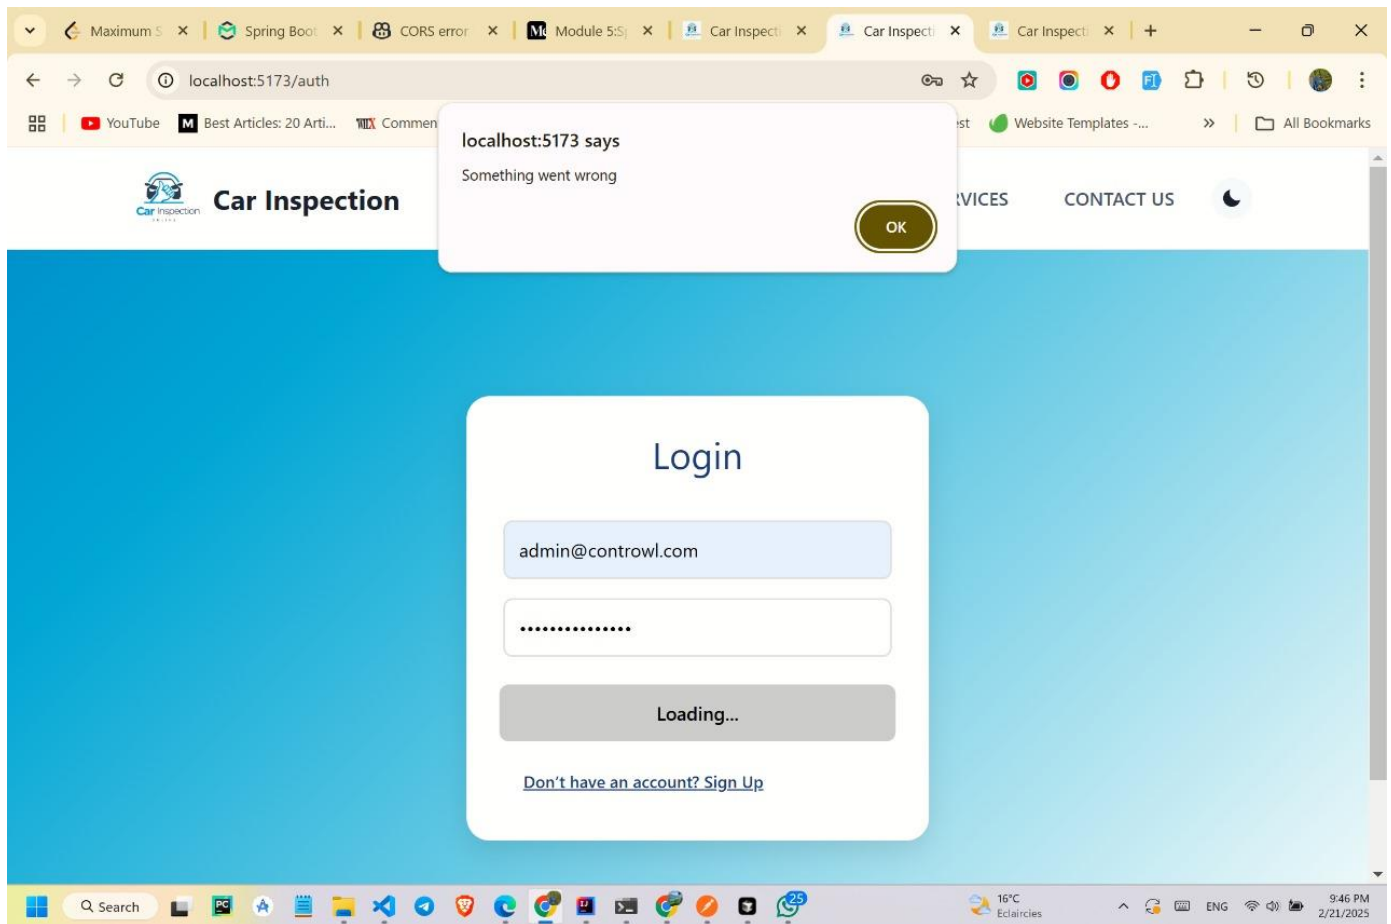 Maximum S
Spring Boot
CORS error
Module 5:S
Car Inspecti
Car Inspecti
Car Inspecti
localhost:5173/auth
YouTube
Best Articles: 20 Arti...
Commen
est
Website Templates -...
All Bookmarks
localhost:5173 says
Something went wrong
OK
Car Inspection
Car Inspection
RVICES
CONTACT US
Login
admin@controwl.com
•••••••••••••••
Loading...
Don't have an account? Sign Up
Search
25
16°C
Eclaircies
ENG
9:46 PM
2/21/2025